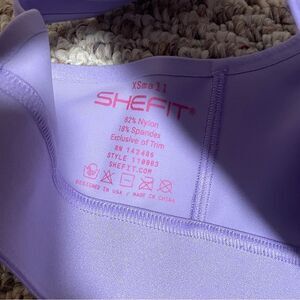 XSmall
SHEFIT®
82% Nylon
18% Spandex
Exclusive of Trim
RN 143486
STYLE 110003
SHEFIT.COM
DESIGNED IN USA MADE IN CHINA